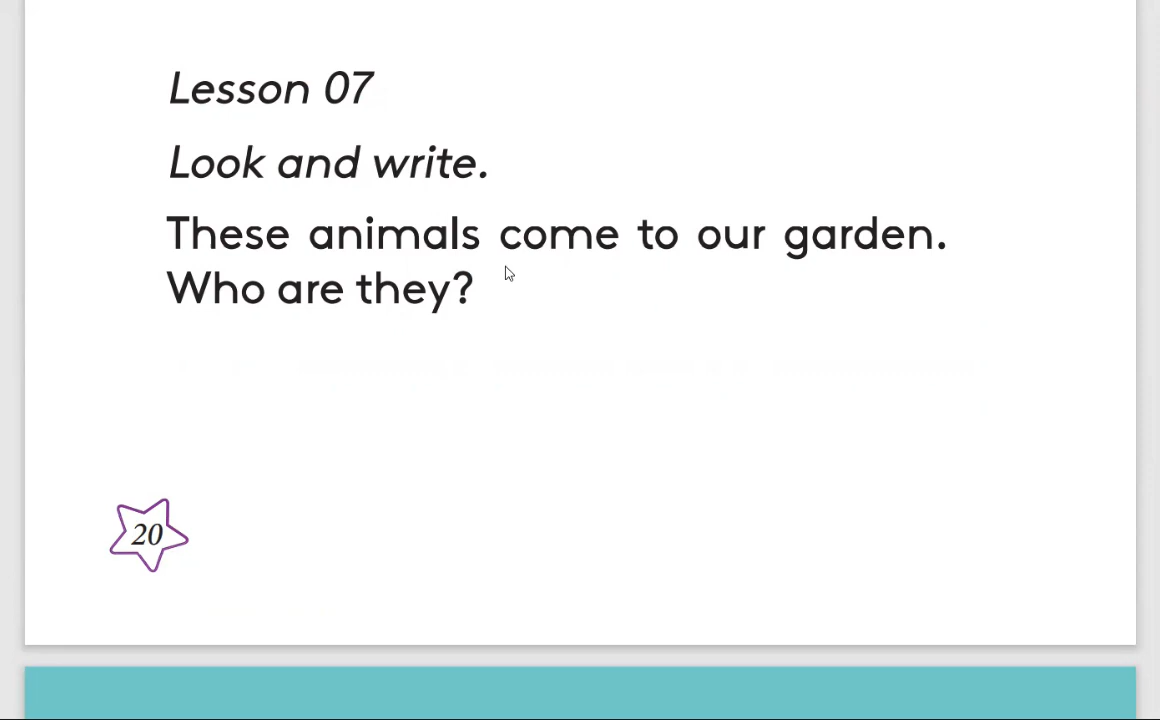 Lesson 07
Look and write.
These animals come to our garden.
Who are they?
20